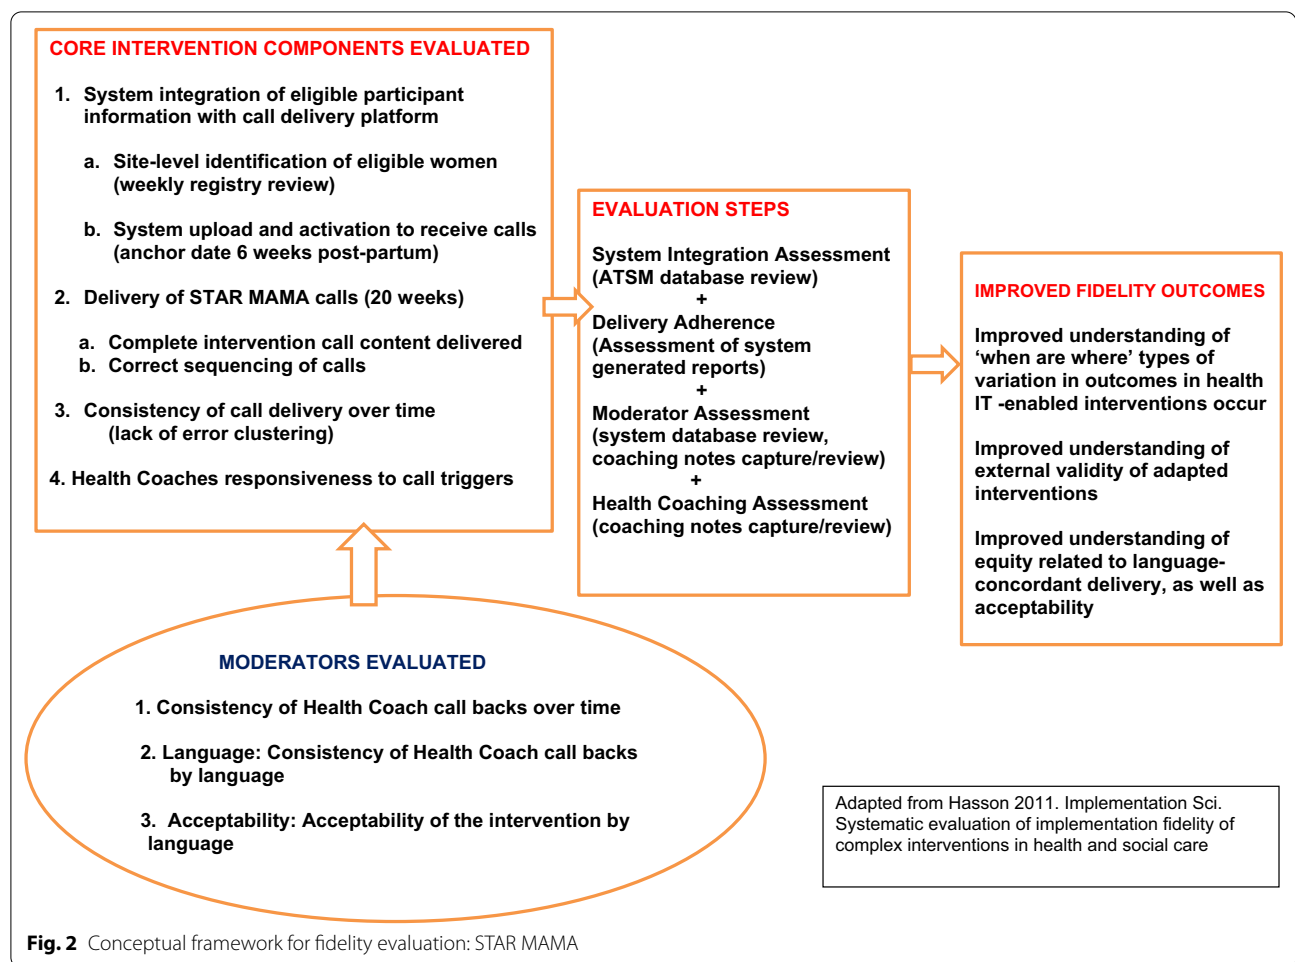 CORE INTERVENTION COMPONENTS EVALUATED
1. System integration of eligible participant
information with call delivery platform
a. Site-level identification of eligible women
(weekly registry review)
b. System upload and activation to receive calls
(anchor date 6 weeks post-partum)
2. Delivery of STAR MAMA calls (20 weeks)
a. Complete intervention call content delivered
b. Correct sequencing of calls
3. Consistency of call delivery over time
(lack of error clustering)
4. Health Coaches responsiveness to call triggers
EVALUATION STEPS
System Integration Assessment
(ATSM database review)
+
Delivery Adherence
(Assessment of system
generated reports)
+
Moderator Assessment
(system database review,
coaching notes capture/review)
+
Health Coaching Assessment
(coaching notes capture/review)
IMPROVED FIDELITY OUTCOMES
Improved understanding of
‘when are where’ types of
variation in outcomes in health
IT -enabled interventions occur
Improved understanding of
external validity of adapted
interventions
Improved understanding of
equity related to language-
concordant delivery, as well as
acceptability
MODERATORS EVALUATED
1. Consistency of Health Coach call backs over time
2. Language: Consistency of Health Coach call backs
by language
3. Acceptability: Acceptability of the intervention by
language
Adapted from Hasson 2011. Implementation Sci.
Systematic evaluation of implementation fidelity of
complex interventions in health and social care
Fig. 2 Conceptual framework for fidelity evaluation: STAR MAMA